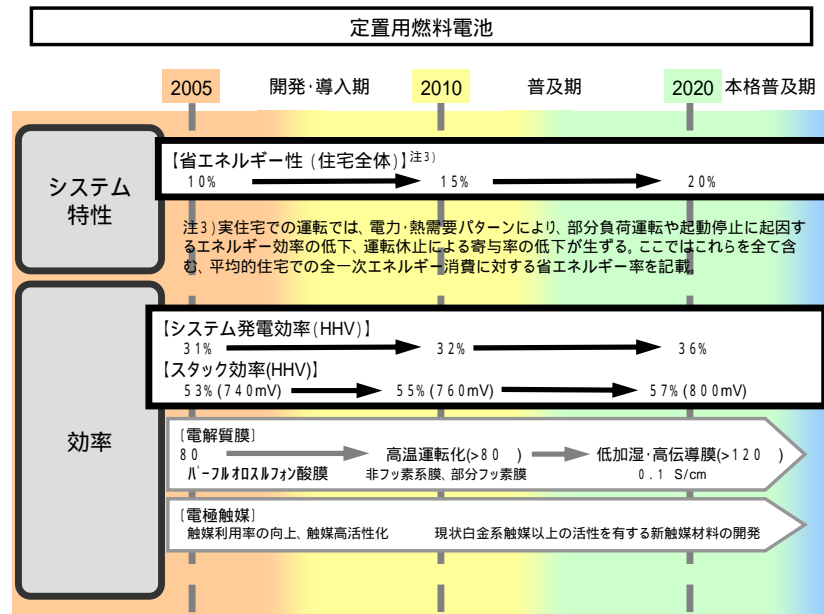 定置用燃料電池
2005 開発・導入期 2010 普及期 2020 本格普及期
システム
特性
【省エネルギー性(住宅全体)】注3)
10% 15% 20%
注3)実住宅での運転では、電力・熱需要パターンにより、部分負荷運転や起動停止に起因す
るエネルギー効率の低下、運転休止による寄与率の低下が生ずる。ここではこれらを全て含
む、平均的住宅での全一次エネルギー消費に対する省エネルギー率を記載。
効率
【システム発電効率(HHV)】
31% 32% 36%
【スタック効率(HHV)】
53%(740mV) 55%(760mV) 57%(800mV)
[電解質膜]
80 高温運転化(>80 ) 低加湿・高伝導膜(>120 )
パーフルオロスルフォン酸膜 非フッ素系膜、部分フッ素膜 0.1 S/cm
[電極触媒]
触媒利用率の向上、触媒高活性化 現状白金系触媒以上の活性を有する新触媒材料の開発